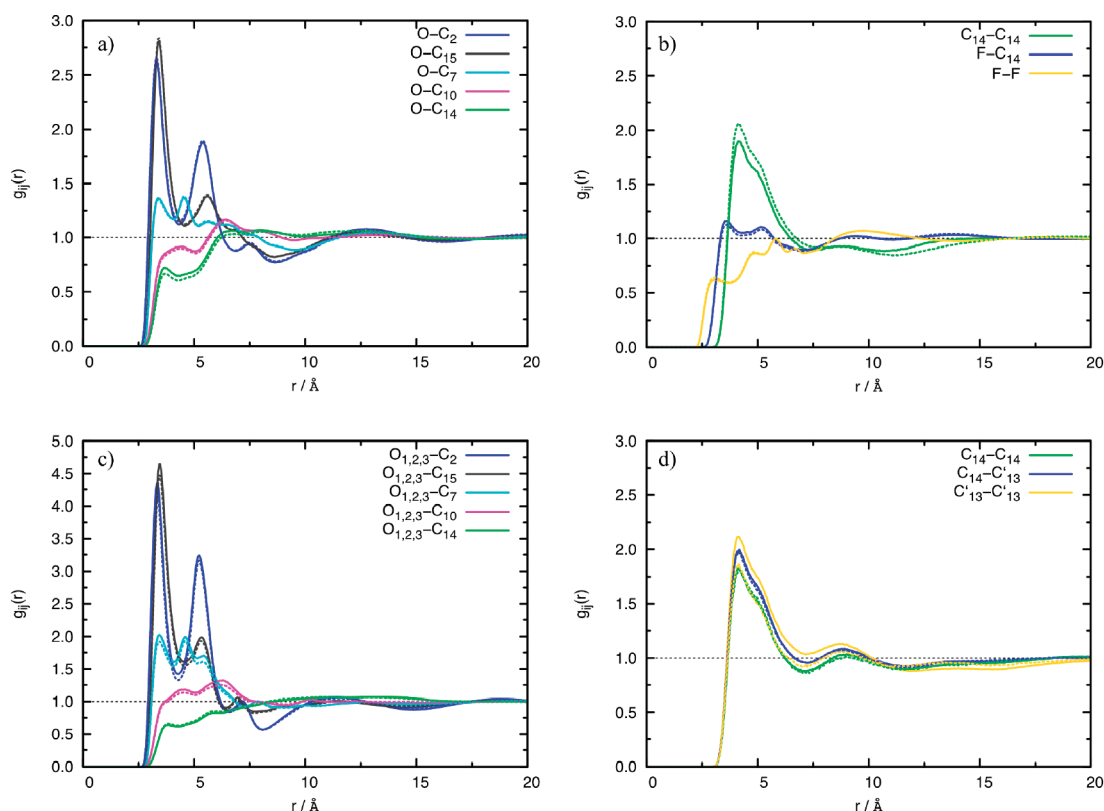 a)
O–C2
O–C15
O–C7
O–C10
O–C14
3.0
2.5
2.0
1.5
1.0
0.5
0.0
gij(r)
0 5 10 15 20
r / Å
b)
C14–C14
F–C14
F–F
3.0
2.5
2.0
1.5
1.0
0.5
0.0
gij(r)
0 5 10 15 20
r / Å
c)
O1,2,3–C2
O1,2,3–C15
O1,2,3–C7
O1,2,3–C10
O1,2,3–C14
5.0
4.5
4.0
3.5
3.0
2.5
2.0
1.5
1.0
0.5
0.0
gij(r)
0 5 10 15 20
r / Å
d)
C14–C14
C14–C‘13
C‘13–C‘13
3.0
2.5
2.0
1.5
1.0
0.5
0.0
gij(r)
0 5 10 15 20
r / Å